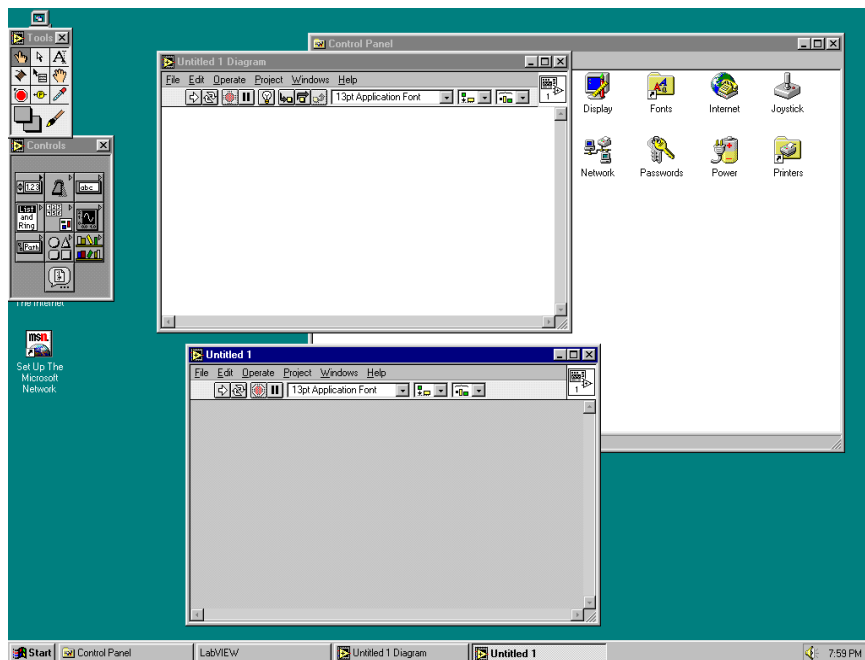 Tools
Controls
1.23
abc
List
and
Ring
Path
The Internet
msn.
Set Up The
Microsoft
Network
Control Panel
Display
Fonts
Internet
Joystick
Network
Passwords
Power
Printers
Untitled 1 Diagram
File Edit Operate Project Windows Help
13pt Application Font
1
Untitled 1
File Edit Operate Project Windows Help
13pt Application Font
1
Start
Control Panel
LabVIEW
Untitled 1 Diagram
Untitled 1
7:59 PM